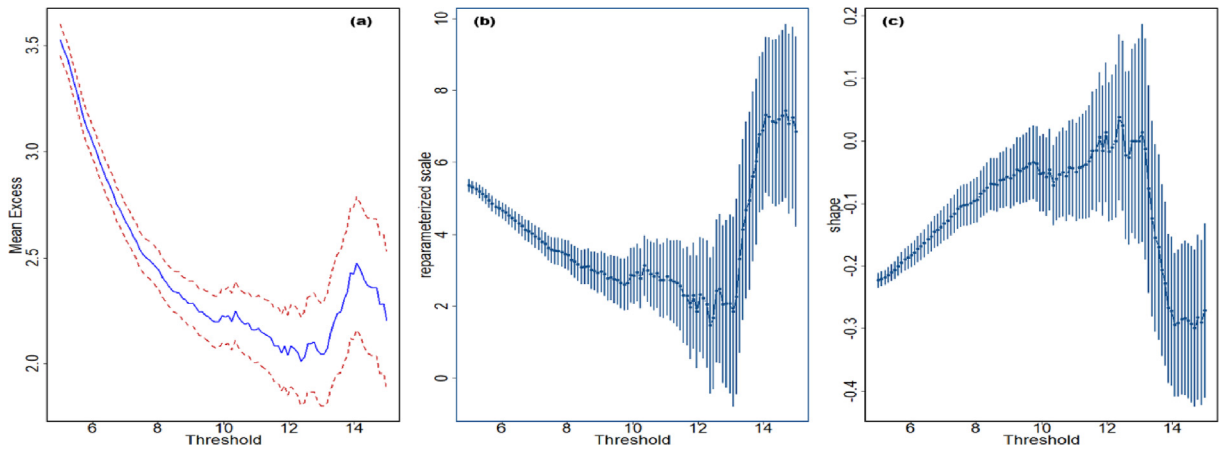 (a)
Mean Excess
3.5
3.0
2.5
2.0
6 8 10 12 14
Threshold
(b)
reparameterized scale
10
8
6
4
2
0
6 8 10 12 14
Threshold
(c)
shape
0.2
0.1
0.0
-0.1
-0.2
-0.3
-0.4
6 8 10 12 14
Threshold